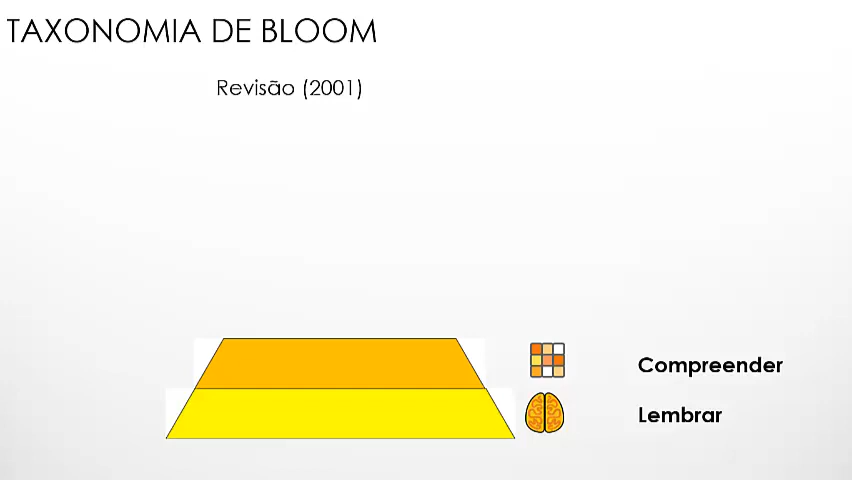 TAXONOMIA DE BLOOM
Revisão (2001)
Compreender
Lembrar